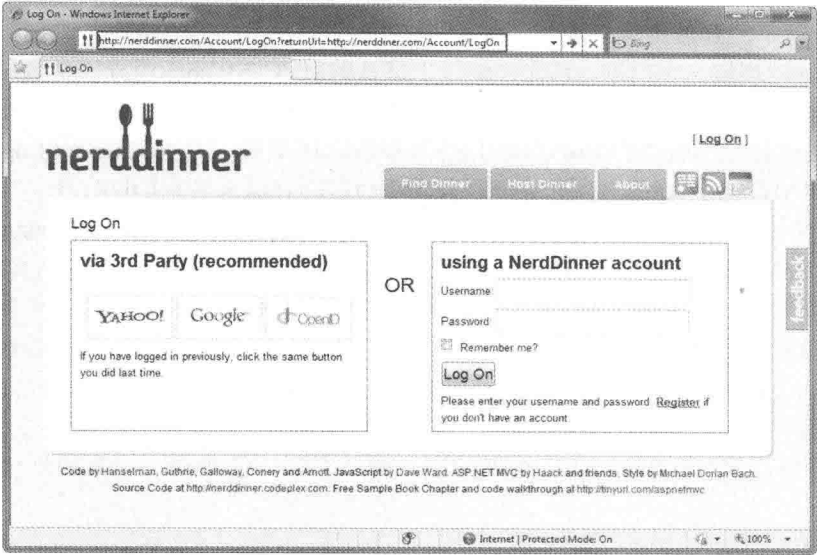 Log On - Windows Internet Explorer
http://nerddinner.com/Account/LogOn?returnUrl=http://nerddiner.com/Account/LogOn
Bing
Log On
nerddinner
[ Log On ]
Find Dinner
Host Dinner
About
Log On
via 3rd Party (recommended)
YAHOO!
Google
OpenID
If you have logged in previously, click the same button
you did last time.
OR
using a NerdDinner account
Username:
Password:
Remember me?
Log On
Please enter your username and password. Register if
you don't have an account.
feedback
Code by Hanselman, Guthrie, Galloway, Conery and Arnott. JavaScript by Dave Ward. ASP.NET MVC by Haack and friends. Style by Michael Dorian Bach.
Source Code at http://nerddinner.codeplex.com. Free Sample Book Chapter and code walkthrough at http://tinyurl.com/aspnetmvc
Internet | Protected Mode: On
100%